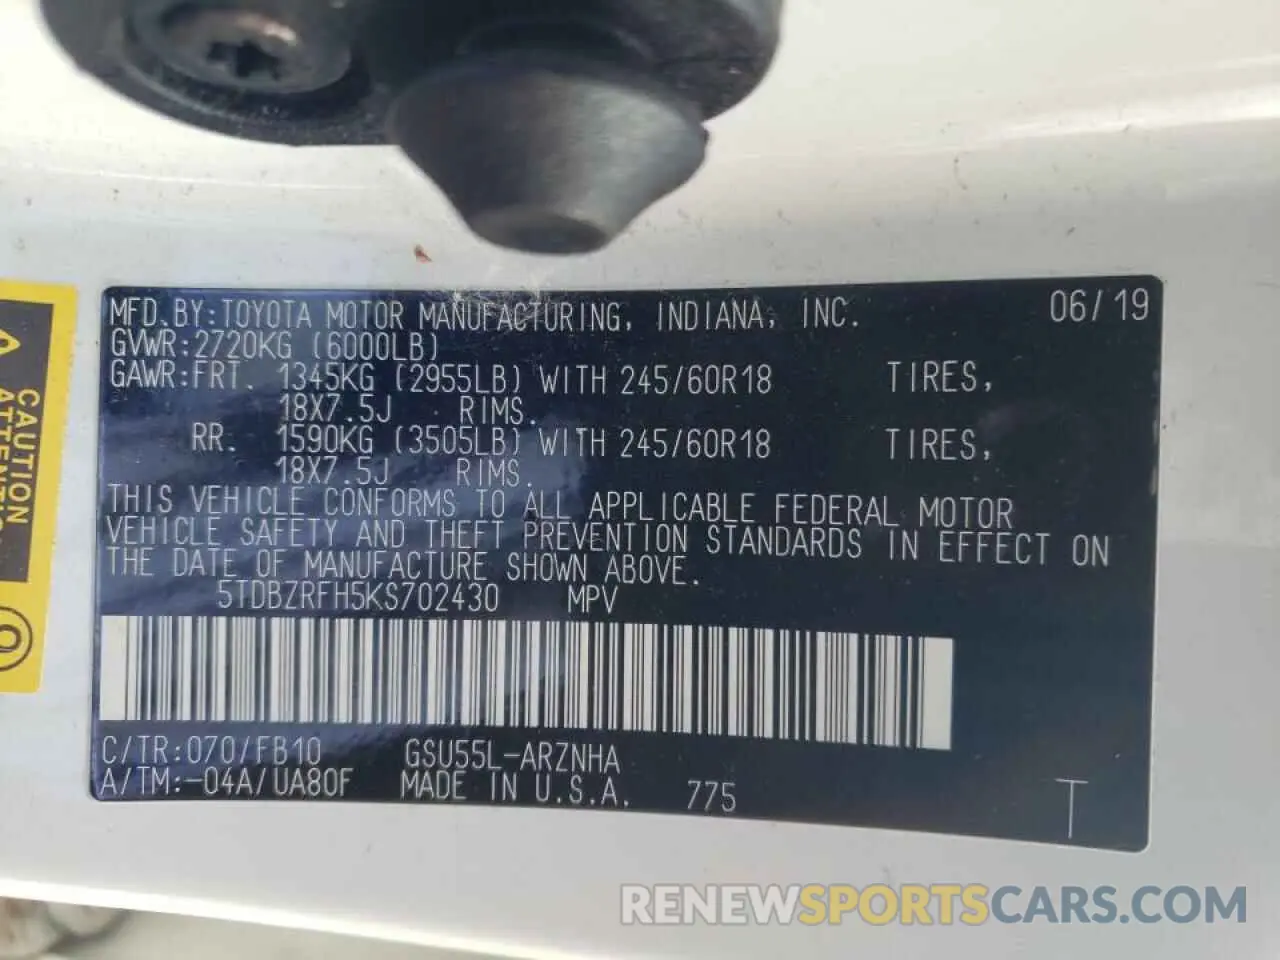 MFD.BY:TOYOTA MOTOR MANUFACTURING, INDIANA, INC. 06/19
GVWR:2720KG (6000LB)
GAWR:FRT. 1345KG (2955LB) WITH 245/60R18 TIRES,
18X7.5J RIMS.
RR. 1590KG (3505LB) WITH 245/60R18 TIRES,
18X7.5J RIMS.
THIS VEHICLE CONFORMS TO ALL APPLICABLE FEDERAL MOTOR
VEHICLE SAFETY AND THEFT PREVENTION STANDARDS IN EFFECT ON
THE DATE OF MANUFACTURE SHOWN ABOVE.
5TDBZRFH5KS702430 MPV
C/TR:070/FB10 GSU55L-ARZNHA
A/TM:-04A/UA80F MADE IN U.S.A. 775 T
CAUTION
RENEWSPORTSCARS.COM